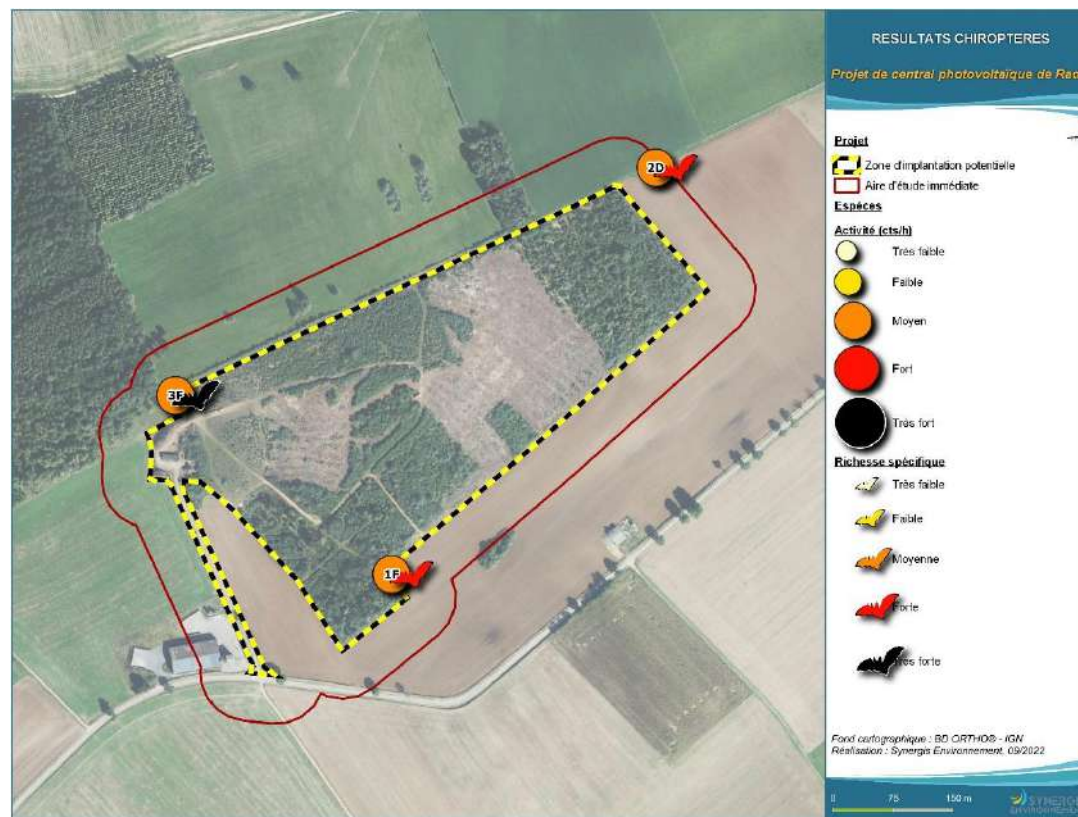 RESULTATS CHIROPTERES
Projet de central photovoltaïque de
Projet
Zone d'implantation potentielle
Aire d'étude immédiate
Espèces
Activité (cts/h)
Très faible
Faible
Moyen
Fort
Très fort
Richesse spécifique
Très faible
Faible
Moyenne
Forte
Très forte
2D
3F
1F
Fond cartographique : BD ORTHO® - IGN
Réalisation : Synergis Environnement, 09/2022
0 75 150 m